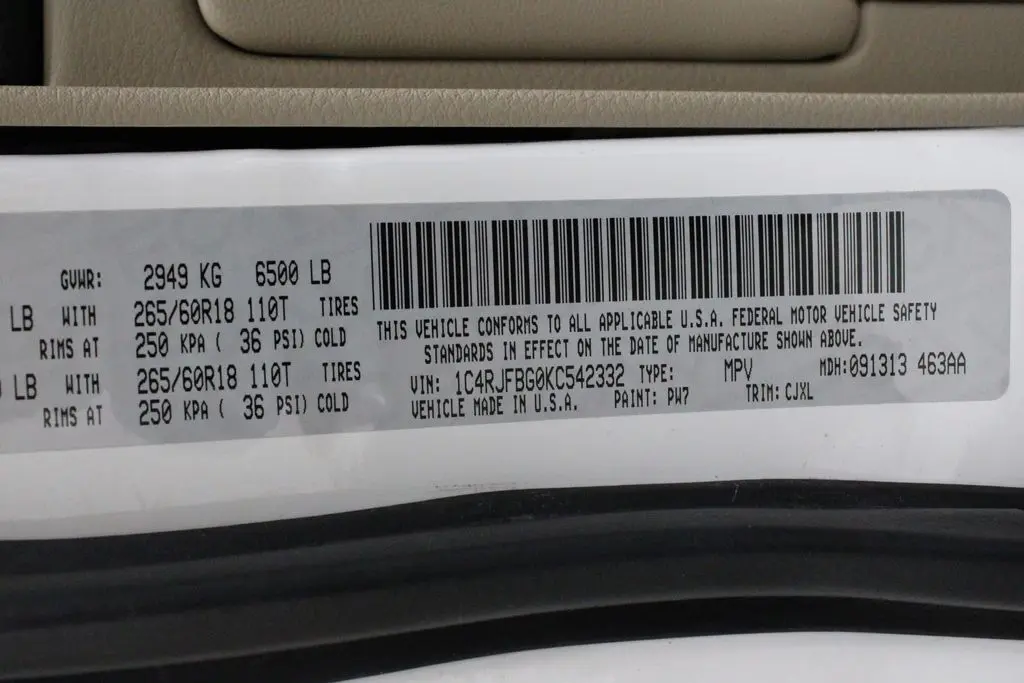 GVWR: 2949 KG 6500 LB
LB WITH 265/60R18 110T TIRES
RIMS AT 250 KPA ( 36 PSI) COLD
LB WITH 265/60R18 110T TIRES
RIMS AT 250 KPA ( 36 PSI) COLD
THIS VEHICLE CONFORMS TO ALL APPLICABLE U.S.A. FEDERAL MOTOR VEHICLE SAFETY
STANDARDS IN EFFECT ON THE DATE OF MANUFACTURE SHOWN ABOVE.
VIN: 1C4RJFBG0KC542332 TYPE: MPV MDH:091313 463AA
VEHICLE MADE IN U.S.A. PAINT: PW7 TRIM: CJXL